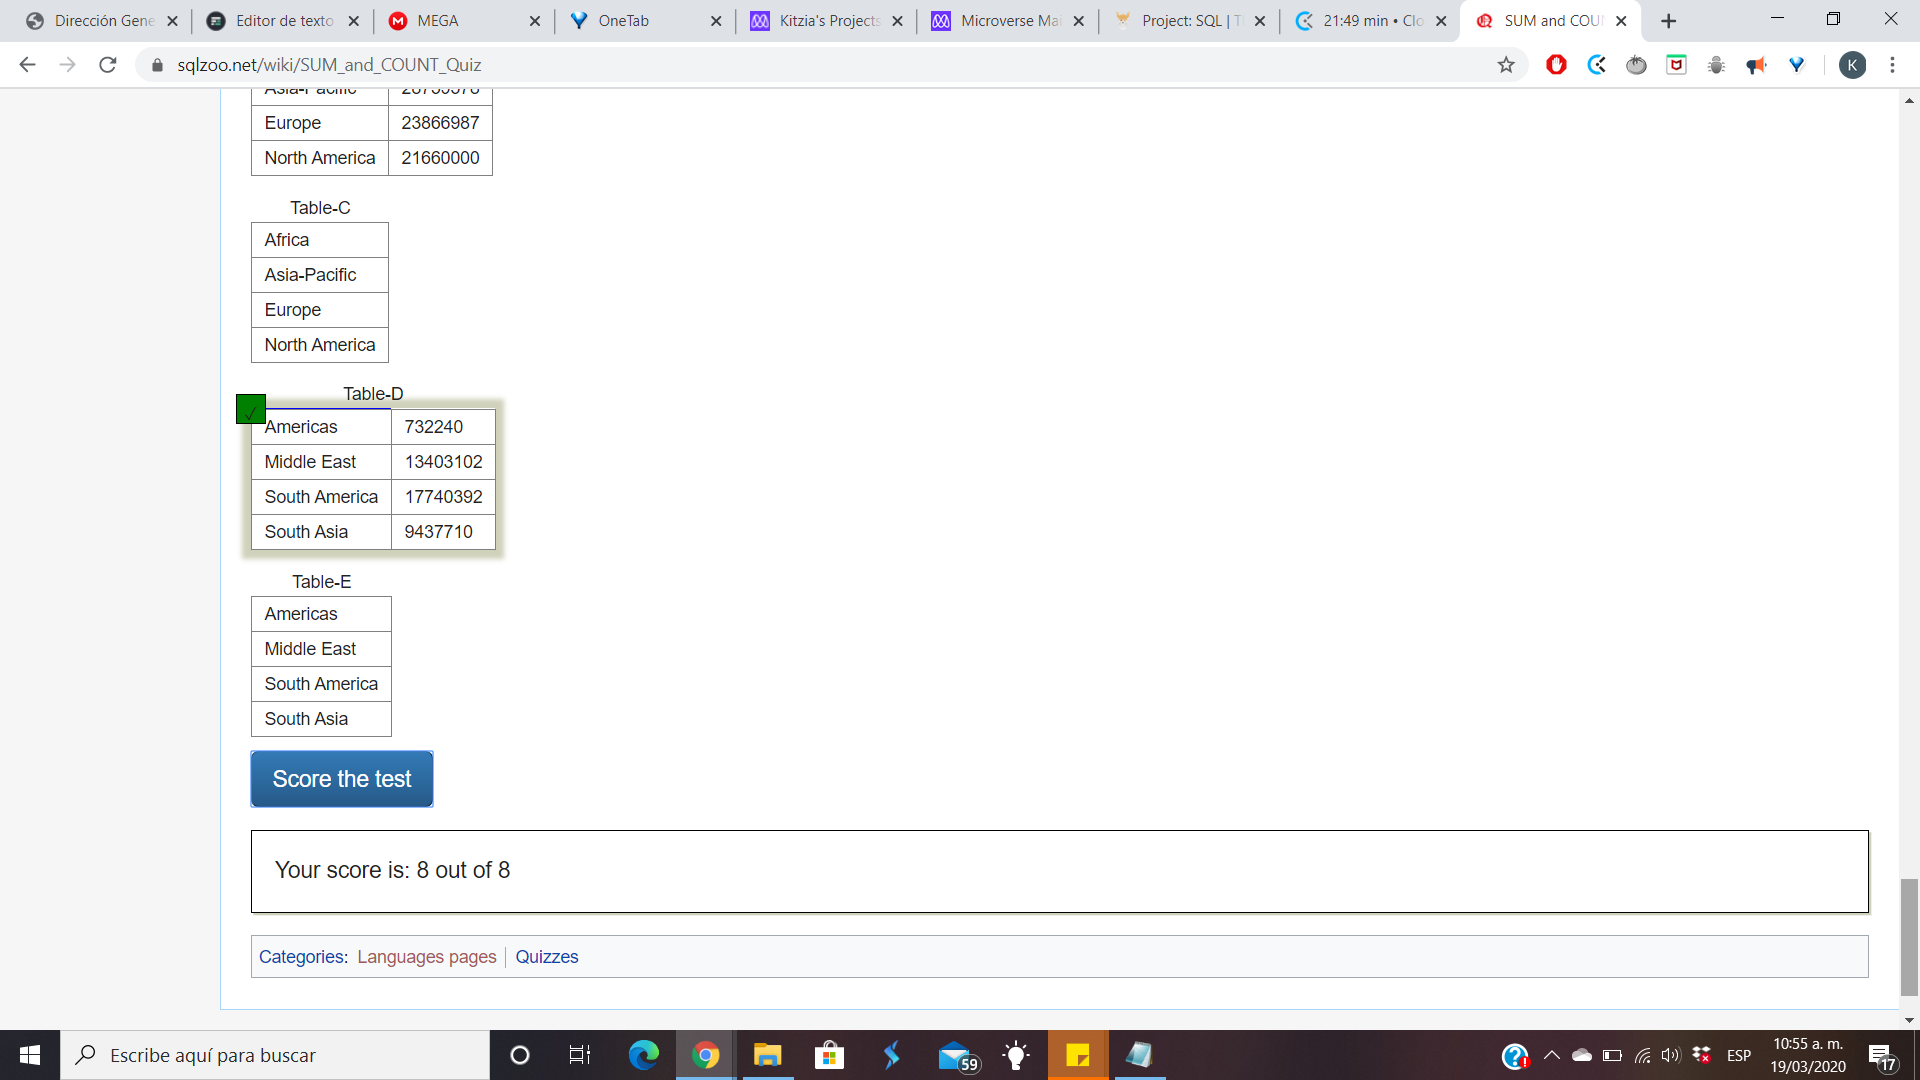 Dirección Gene
Editor de texto
MEGA
OneTab
Kitzia's Projects
Microverse Mai
Project: SQL | T
21:49 min • Clo
SUM and COU
sqlzoo.net/wiki/SUM_and_COUNT_Quiz
K
Asia-Pacific 28759578
Europe 23866987
North America 21660000
Table-C
Africa
Asia-Pacific
Europe
North America
Table-D
Americas 732240
Middle East 13403102
South America 17740392
South Asia 9437710
Table-E
Americas
Middle East
South America
South Asia
Score the test
Your score is: 8 out of 8
Categories: Languages pages | Quizzes
Escribe aquí para buscar
59
ESP
10:55 a. m.
19/03/2020
17